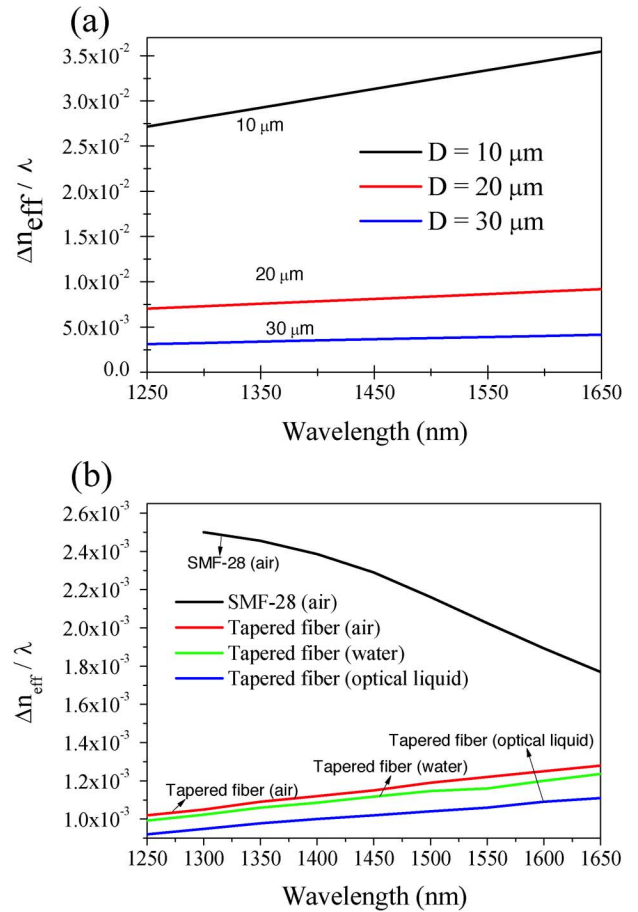 (a)
3.5x10⁻²
3.0x10⁻²
2.5x10⁻²
2.0x10⁻²
1.5x10⁻²
1.0x10⁻²
5.0x10⁻³
0.0
Δn_eff / λ
10 μm
D = 10 μm
D = 20 μm
D = 30 μm
20 μm
30 μm
1250 1350 1450 1550 1650
Wavelength (nm)
(b)
2.6x10⁻³
2.4x10⁻³
2.2x10⁻³
2.0x10⁻³
1.8x10⁻³
1.6x10⁻³
1.4x10⁻³
1.2x10⁻³
1.0x10⁻³
Δn_eff / λ
SMF-28 (air)
SMF-28 (air)
Tapered fiber (air)
Tapered fiber (water)
Tapered fiber (optical liquid)
Tapered fiber (optical liquid)
Tapered fiber (water)
Tapered fiber (air)
1250 1300 1350 1400 1450 1500 1550 1600 1650
Wavelength (nm)